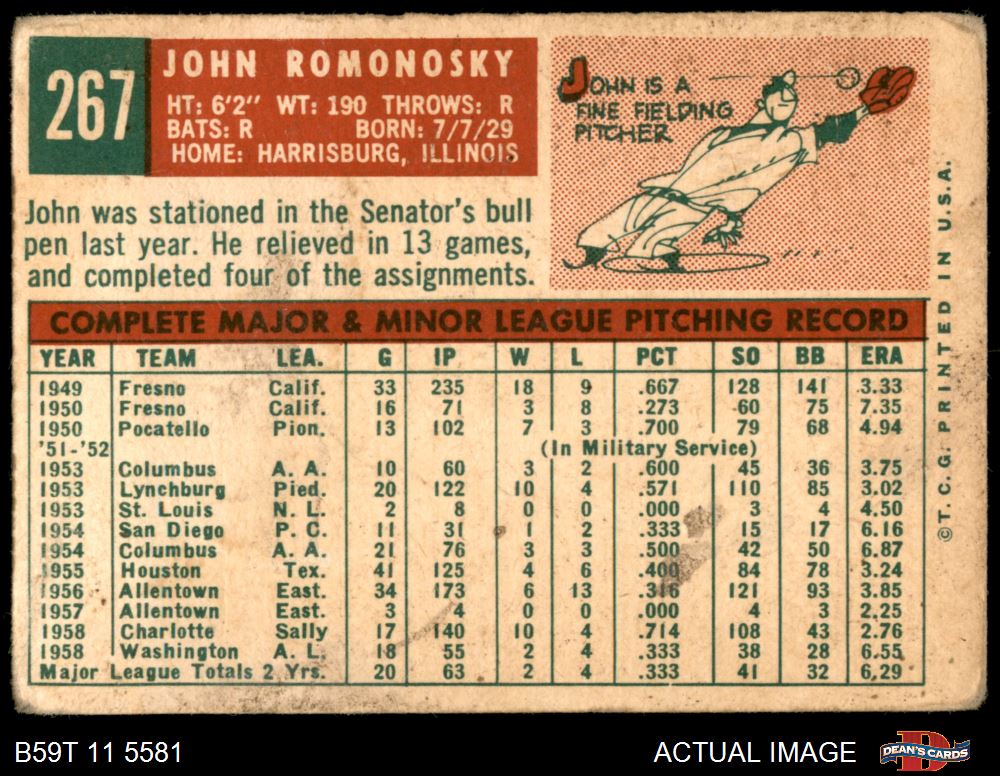 267
JOHN ROMONOSKY
HT: 6'2" WT: 190 THROWS: R
BATS: R BORN: 7/7/29
HOME: HARRISBURG, ILLINOIS
JOHN IS A
FINE FIELDING
PITCHER
John was stationed in the Senator's bull
pen last year. He relieved in 13 games,
and completed four of the assignments.
COMPLETE MAJOR & MINOR LEAGUE PITCHING RECORD
YEAR TEAM LEA. G IP W L PCT SO BB ERA
1949 Fresno Calif. 33 235 18 9 .667 128 141 3.33
1950 Fresno Calif. 16 71 3 8 .273 60 75 7.35
1950 Pocatello Pion. 13 102 7 3 .700 79 68 4.94
'51-'52 (In Military Service)
1953 Columbus A. A. 10 60 3 2 .600 45 36 3.75
1953 Lynchburg Pied. 20 122 10 4 .571 110 85 3.02
1953 St. Louis N. L. 2 8 0 0 .000 3 4 4.50
1954 San Diego P. C. 11 31 1 2 .333 15 17 6.16
1954 Columbus A. A. 21 76 3 3 .500 42 50 6.87
1955 Houston Tex. 41 125 4 6 .400 84 78 3.24
1956 Allentown East. 34 173 6 13 .316 121 93 3.85
1957 Allentown East. 3 4 0 0 .000 4 3 2.25
1958 Charlotte Sally 17 140 10 4 .714 108 43 2.76
1958 Washington A. L. 18 55 2 4 .333 38 28 6.55
Major League Totals 2 Yrs. 20 63 2 4 .333 41 32 6,29
© T. C. G. PRINTED IN U.S.A.
B59T 11 5581
ACTUAL IMAGE
D
DEAN'S CARDS